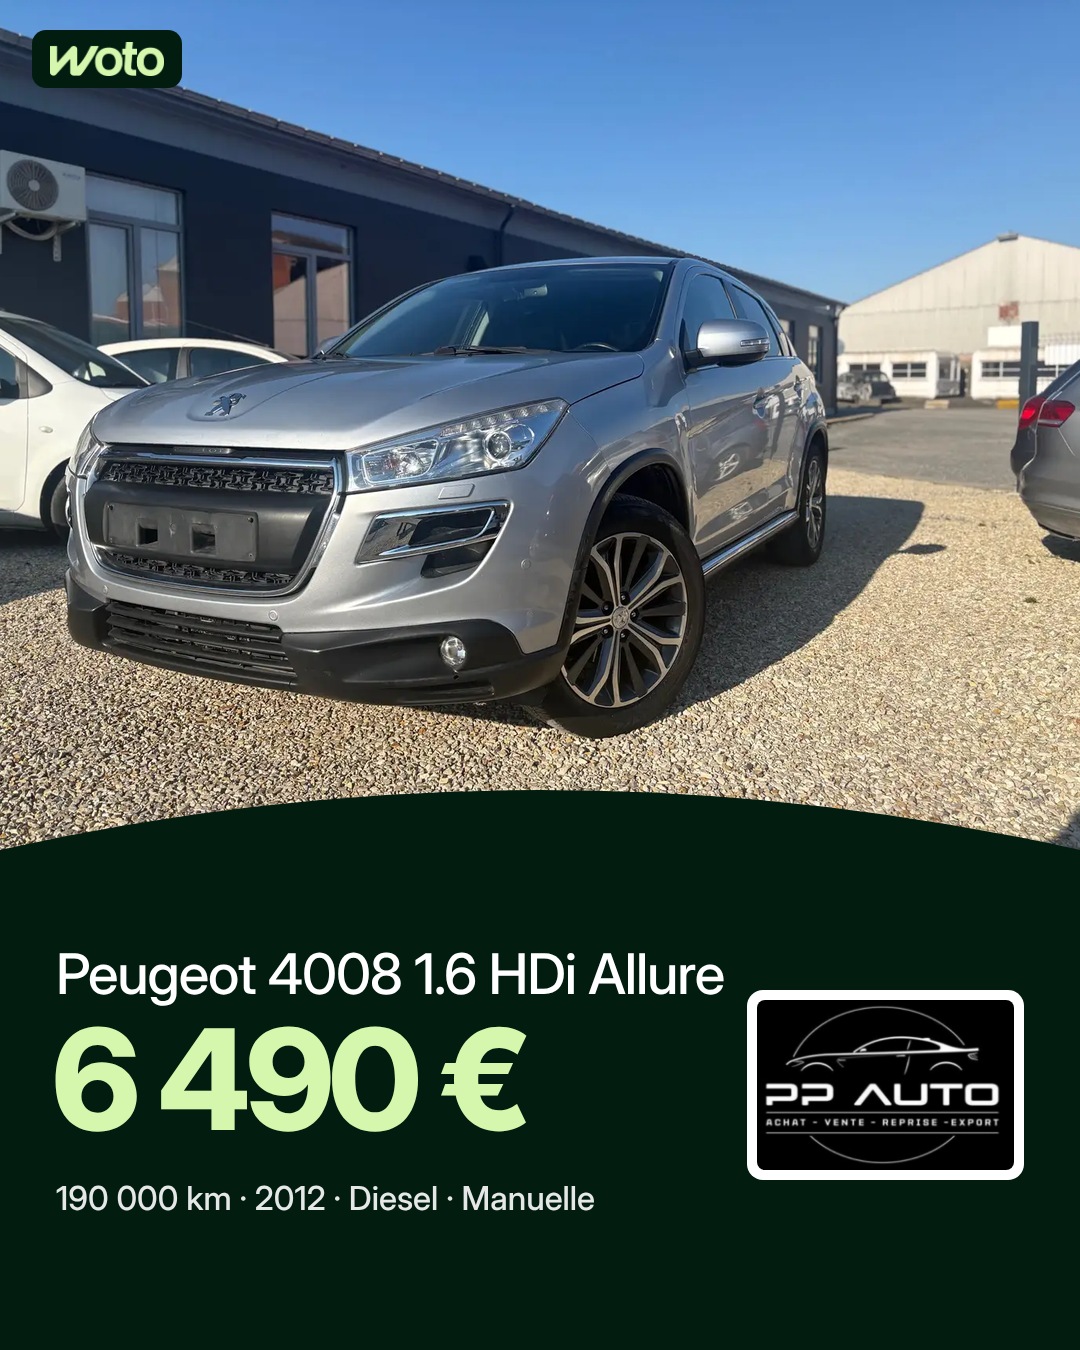 woto
Peugeot 4008 1.6 HDi Allure
6 490 €
190 000 km · 2012 · Diesel · Manuelle
PP AUTO
ACHAT - VENTE - REPRISE -EXPORT